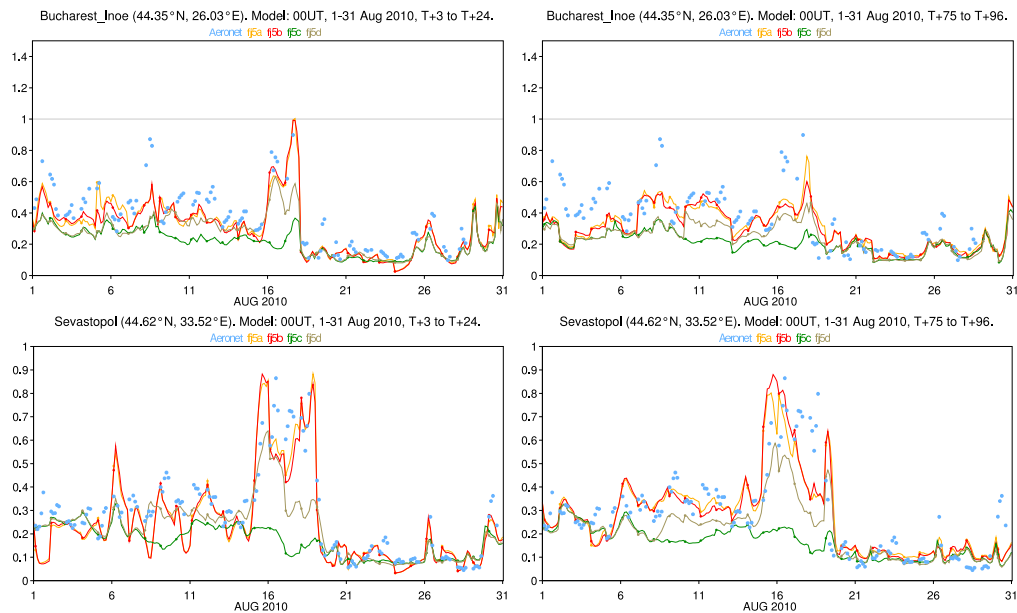 Bucharest_Inoe (44.35°N, 26.03°E). Model: 00UT, 1-31 Aug 2010, T+3 to T+24.
Aeronet fj5a fj5b fj5c fj5d
1.4
1.2
1
0.8
0.6
0.4
0.2
0
1 6 11 16 21 26 31
AUG 2010
Bucharest_Inoe (44.35°N, 26.03°E). Model: 00UT, 1-31 Aug 2010, T+75 to T+96.
Aeronet fj5a fj5b fj5c fj5d
1.4
1.2
1
0.8
0.6
0.4
0.2
0
1 6 11 16 21 26 31
AUG 2010
Sevastopol (44.62°N, 33.52°E). Model: 00UT, 1-31 Aug 2010, T+3 to T+24.
Aeronet fj5a fj5b fj5c fj5d
1
0.9
0.8
0.7
0.6
0.5
0.4
0.3
0.2
0.1
0
1 6 11 16 21 26 31
AUG 2010
Sevastopol (44.62°N, 33.52°E). Model: 00UT, 1-31 Aug 2010, T+75 to T+96.
Aeronet fj5a fj5b fj5c fj5d
1
0.9
0.8
0.7
0.6
0.5
0.4
0.3
0.2
0.1
0
1 6 11 16 21 26 31
AUG 2010